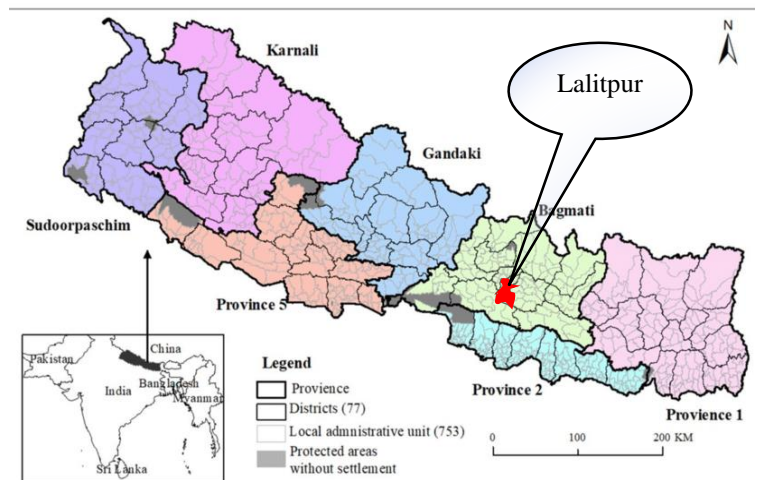 N
Karnali
Lalitpur
Gandaki
Bagmati
Sudoorpaschim
Province 5
Province 2
Provience 1
China
Pakistan
India
Bangladesh
Myanmar
Sri Lanka
Legend
Provience
Districts (77)
Local admnistrative unit (753)
Protected areas
without settlement
0 100 200 KM